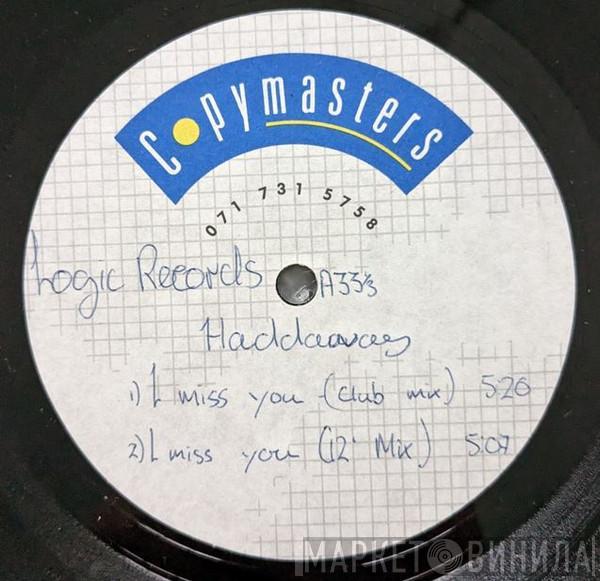 Copymasters
071 731 5758
Logic Records A33⅓
Haddaway
1) I miss you (club mix) 5:26
2) I miss you (12" Mix) 5:07
МАРКЕТ ВИНИЛА